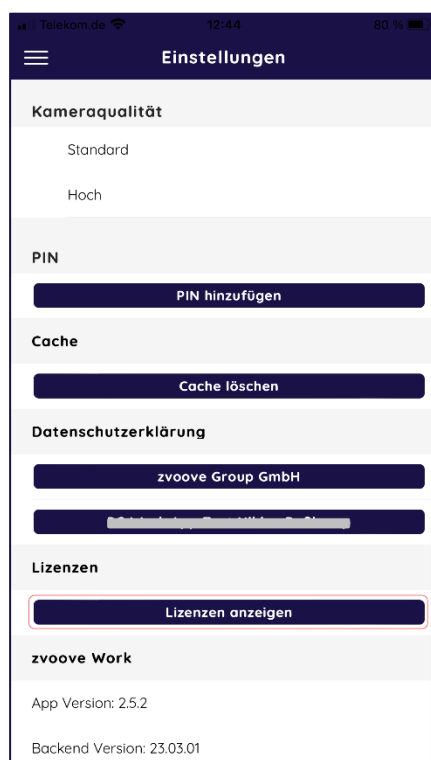 Telekom.de 12:44 80 %
Einstellungen
Kameraqualität
Standard
Hoch
PIN
PIN hinzufügen
Cache
Cache löschen
Datenschutzerklärung
zvoove Group GmbH
Lizenzen
Lizenzen anzeigen
zvoove Work
App Version: 2.5.2
Backend Version: 23.03.01